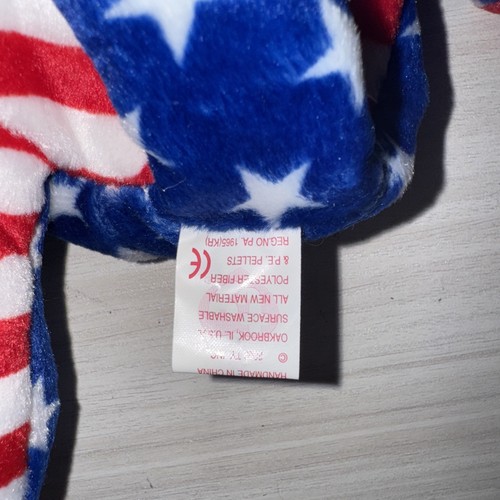 HANDMADE IN CHINA
© TY, INC.
OAKBROOK, IL. U.S.A.
SURFACE WASHABLE
ALL NEW MATERIAL
POLYESTER FIBER
& P.E. PELLETS CE
REG.NO PA. 1965(KR)